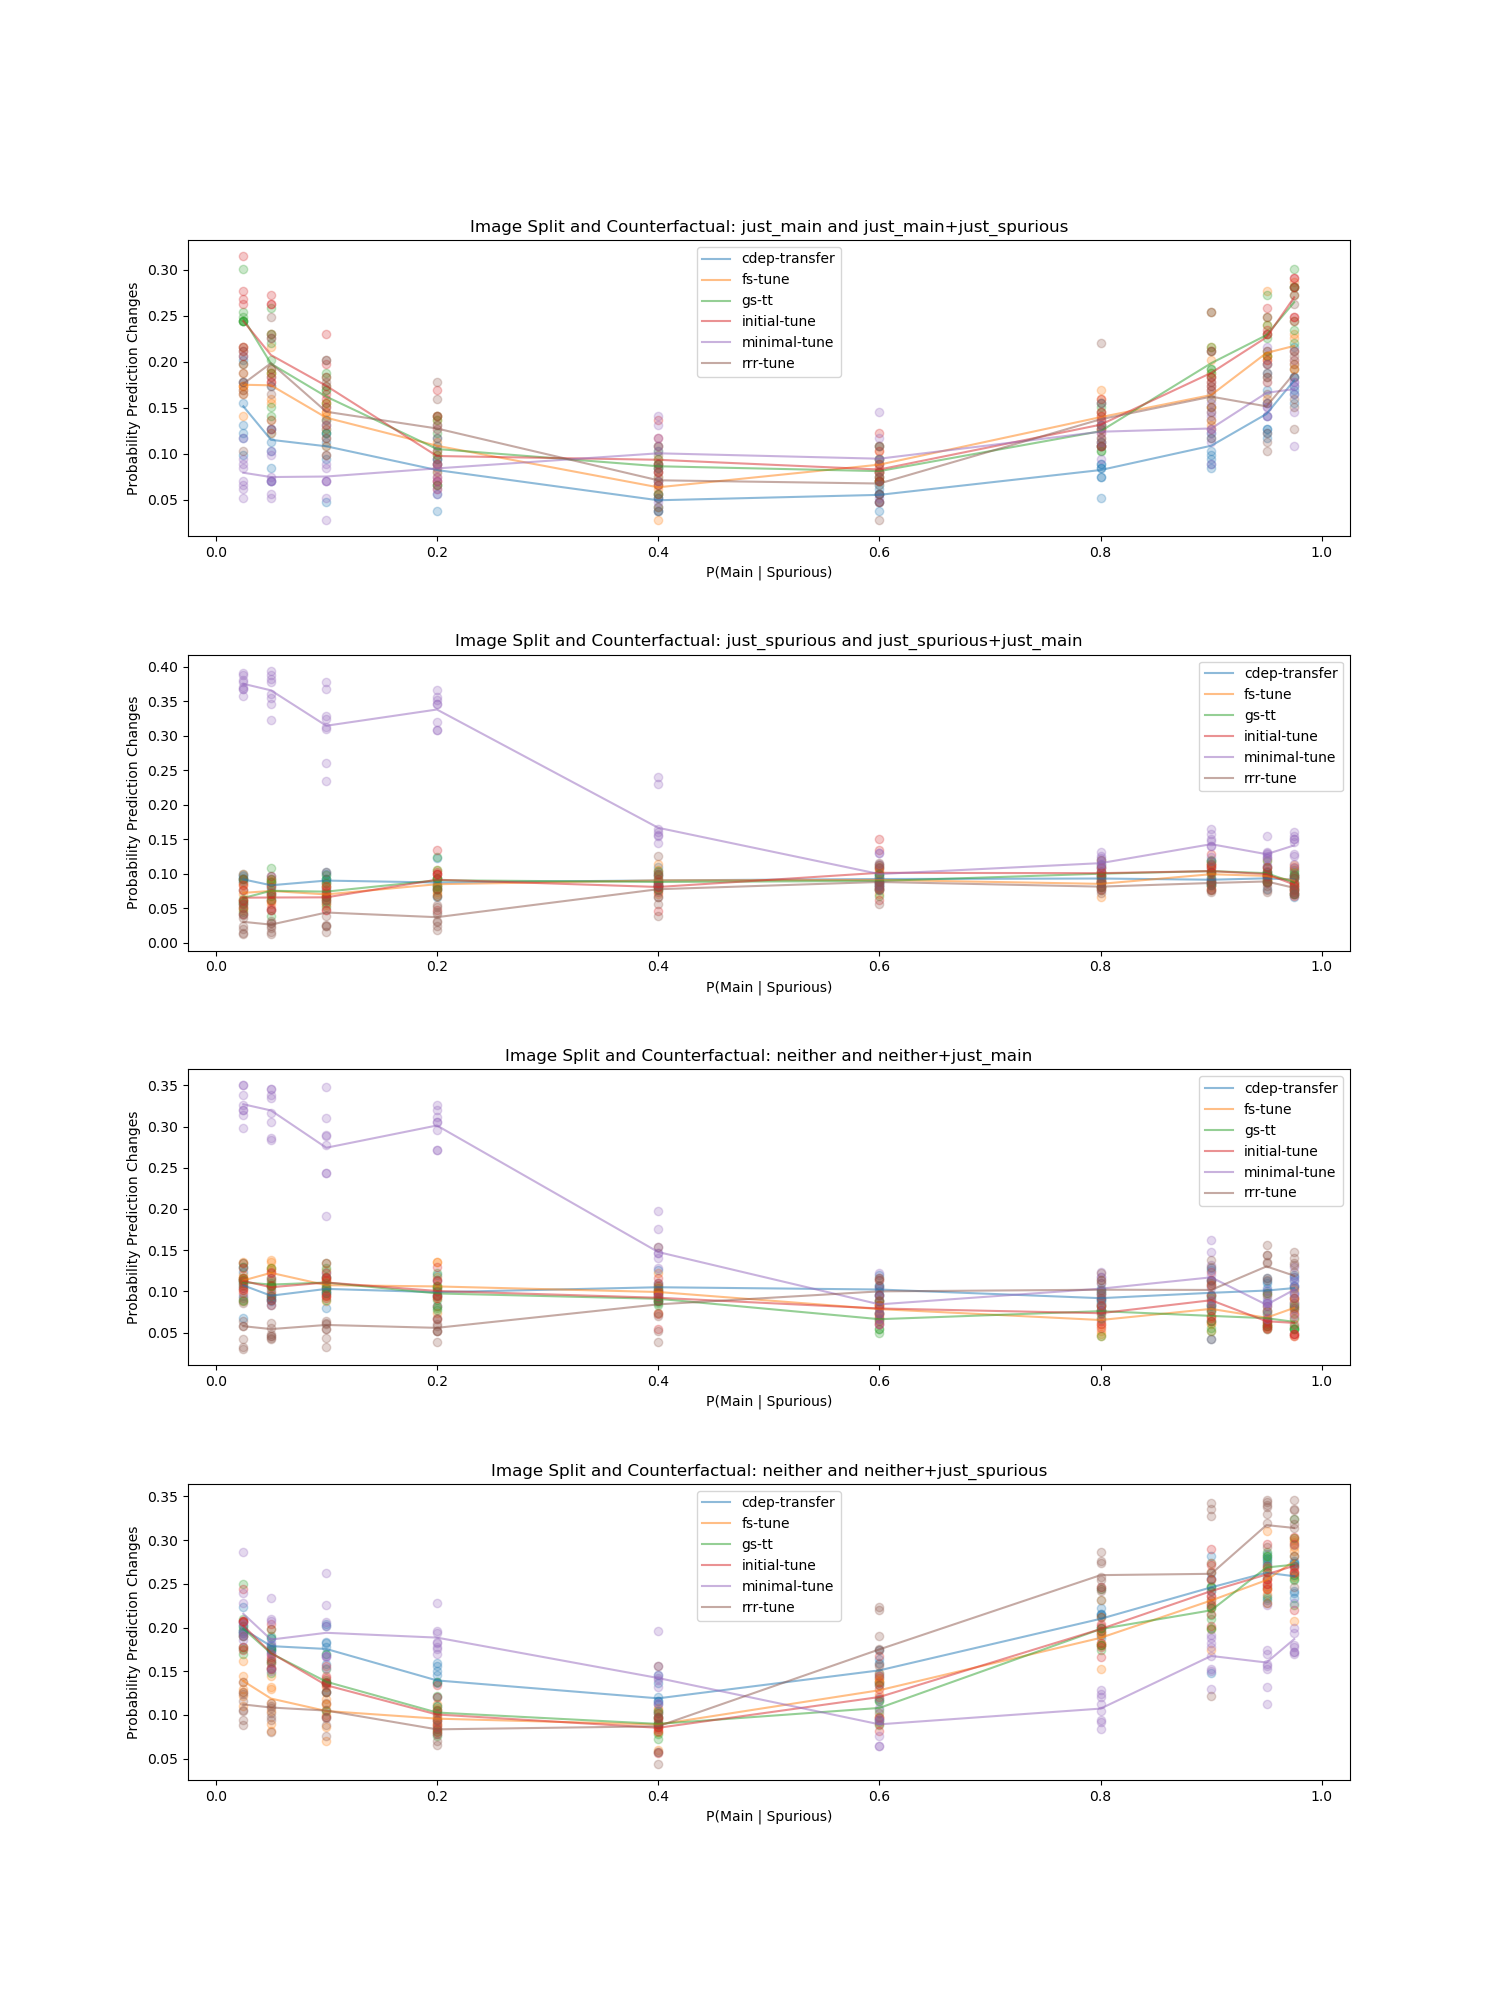 Image Split and Counterfactual: just_main and just_main+just_spurious
Probability Prediction Changes
0.30
0.25
0.20
0.15
0.10
0.05
cdep-transfer
fs-tune
gs-tt
initial-tune
minimal-tune
rrr-tune
0.0 0.2 0.4 0.6 0.8 1.0
P(Main | Spurious)
Image Split and Counterfactual: just_spurious and just_spurious+just_main
Probability Prediction Changes
0.40
0.35
0.30
0.25
0.20
0.15
0.10
0.05
0.00
cdep-transfer
fs-tune
gs-tt
initial-tune
minimal-tune
rrr-tune
0.0 0.2 0.4 0.6 0.8 1.0
P(Main | Spurious)
Image Split and Counterfactual: neither and neither+just_main
Probability Prediction Changes
0.35
0.30
0.25
0.20
0.15
0.10
0.05
cdep-transfer
fs-tune
gs-tt
initial-tune
minimal-tune
rrr-tune
0.0 0.2 0.4 0.6 0.8 1.0
P(Main | Spurious)
Image Split and Counterfactual: neither and neither+just_spurious
Probability Prediction Changes
0.35
0.30
0.25
0.20
0.15
0.10
0.05
cdep-transfer
fs-tune
gs-tt
initial-tune
minimal-tune
rrr-tune
0.0 0.2 0.4 0.6 0.8 1.0
P(Main | Spurious)